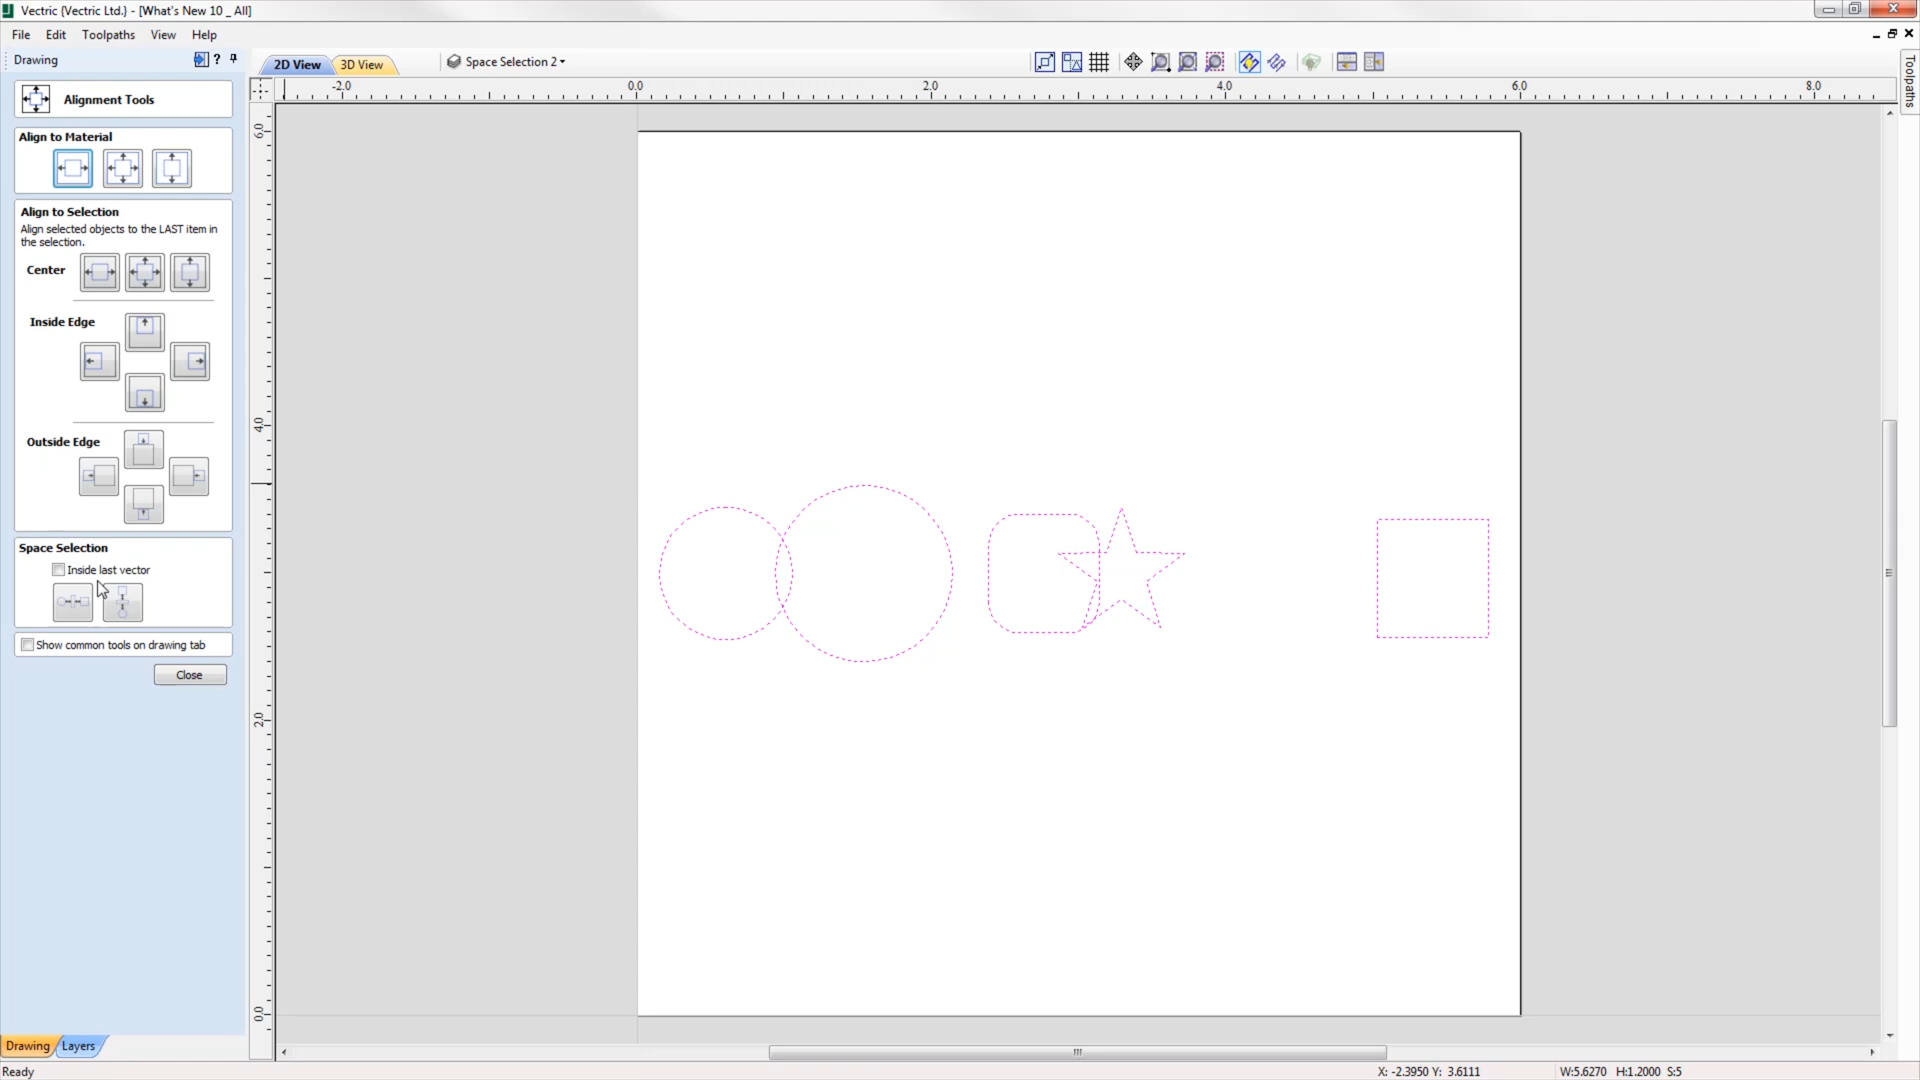 Vectric {Vectric Ltd.} - [What's New 10 _ All]
File Edit Toolpaths View Help
Drawing ?
2D View 3D View Space Selection 2
Toolpaths
Alignment Tools
-2.0 0.0 2.0 4.0 6.0 8.0
6.0
4.0
2.0
0.0
Align to Material
Align to Selection
Align selected objects to the LAST item in
the selection.
Center
Inside Edge
Outside Edge
Space Selection
Inside last vector
Show common tools on drawing tab
Close
Drawing Layers
Ready X: -2.3950 Y: 3.6111 W:5.6270 H:1.2000 S:5